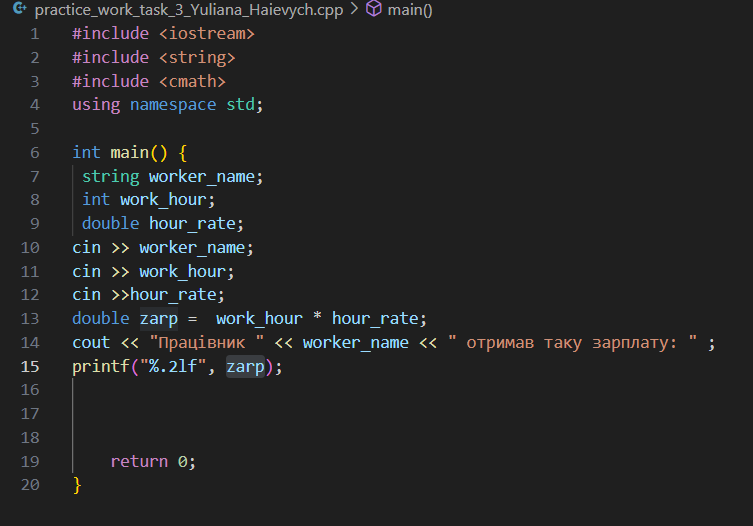 practice_work_task_3_Yuliana_Haievych.cpp > main()
1 #include <iostream>
2 #include <string>
3 #include <cmath>
4 using namespace std;
5
6 int main() {
7 string worker_name;
8 int work_hour;
9 double hour_rate;
10 cin >> worker_name;
11 cin >> work_hour;
12 cin >>hour_rate;
13 double zarp =  work_hour * hour_rate;
14 cout << "Працівник " << worker_name << " отримав таку зарплату: " ;
15 printf("%.2lf", zarp);
16
17
18
19 return 0;
20 }